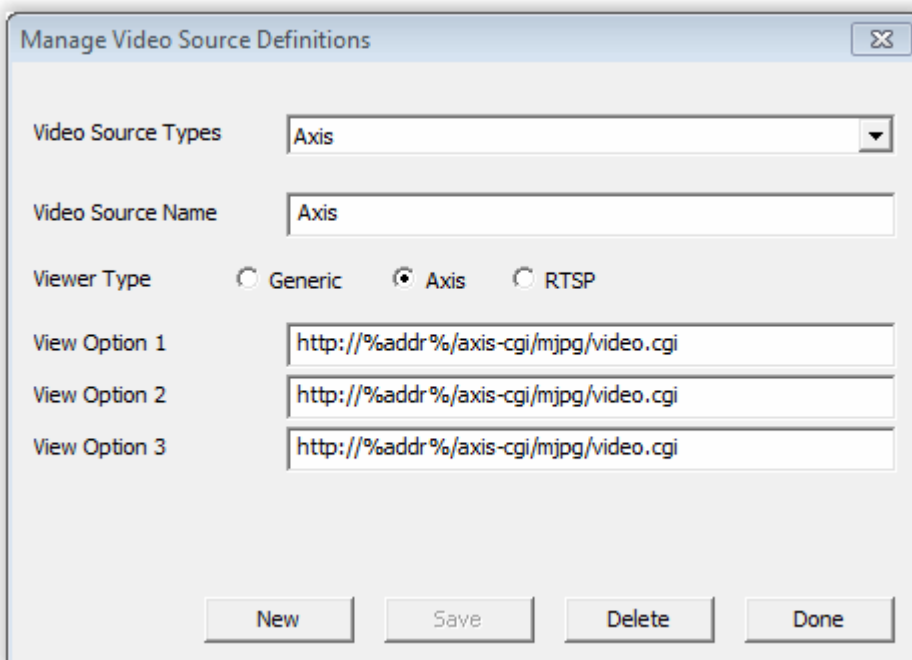 Manage Video Source Definitions
Video Source Types Axis
Video Source Name Axis
Viewer Type Generic Axis RTSP
View Option 1 http://%addr%/axis-cgi/mjpg/video.cgi
View Option 2 http://%addr%/axis-cgi/mjpg/video.cgi
View Option 3 http://%addr%/axis-cgi/mjpg/video.cgi
New Save Delete Done